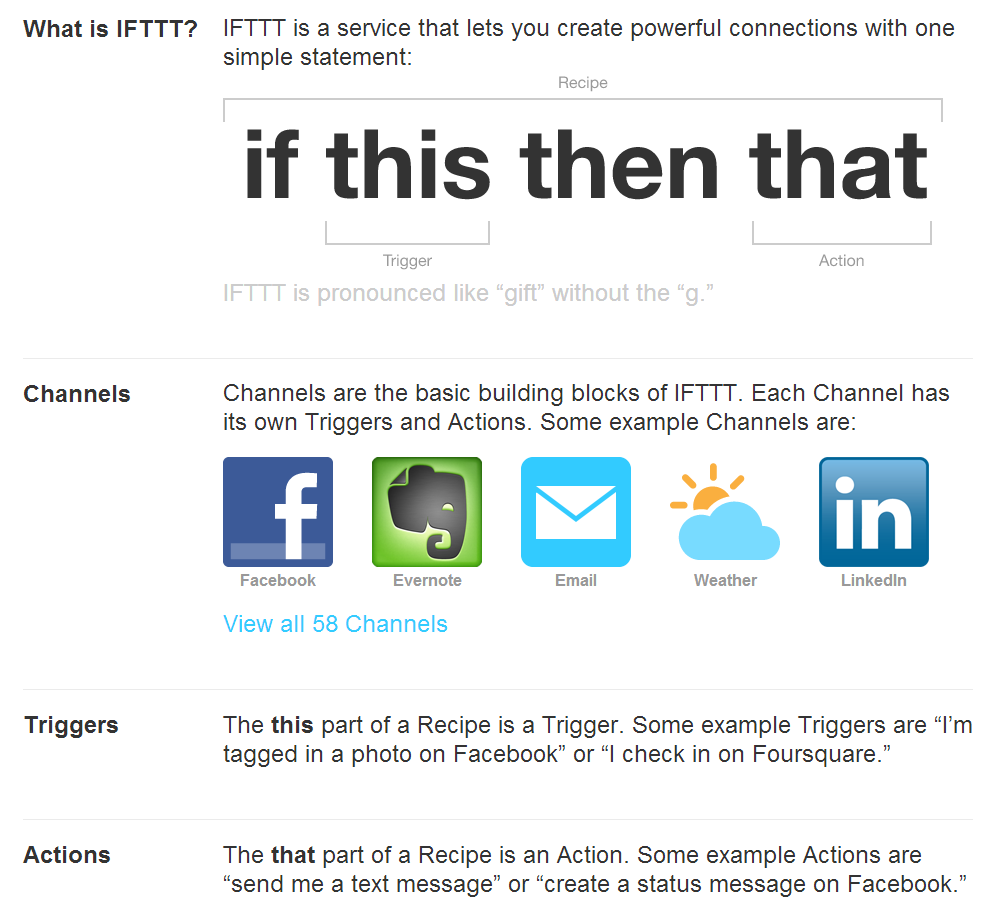 What is IFTTT?
IFTTT is a service that lets you create powerful connections with one
simple statement:
Recipe
if this then that
Trigger
Action
IFTTT is pronounced like “gift” without the “g.”
Channels
Channels are the basic building blocks of IFTTT. Each Channel has
its own Triggers and Actions. Some example Channels are:
f
in
Facebook
Evernote
Email
Weather
LinkedIn
View all 58 Channels
Triggers
The this part of a Recipe is a Trigger. Some example Triggers are “I’m
tagged in a photo on Facebook” or “I check in on Foursquare.”
Actions
The that part of a Recipe is an Action. Some example Actions are
“send me a text message” or “create a status message on Facebook.”